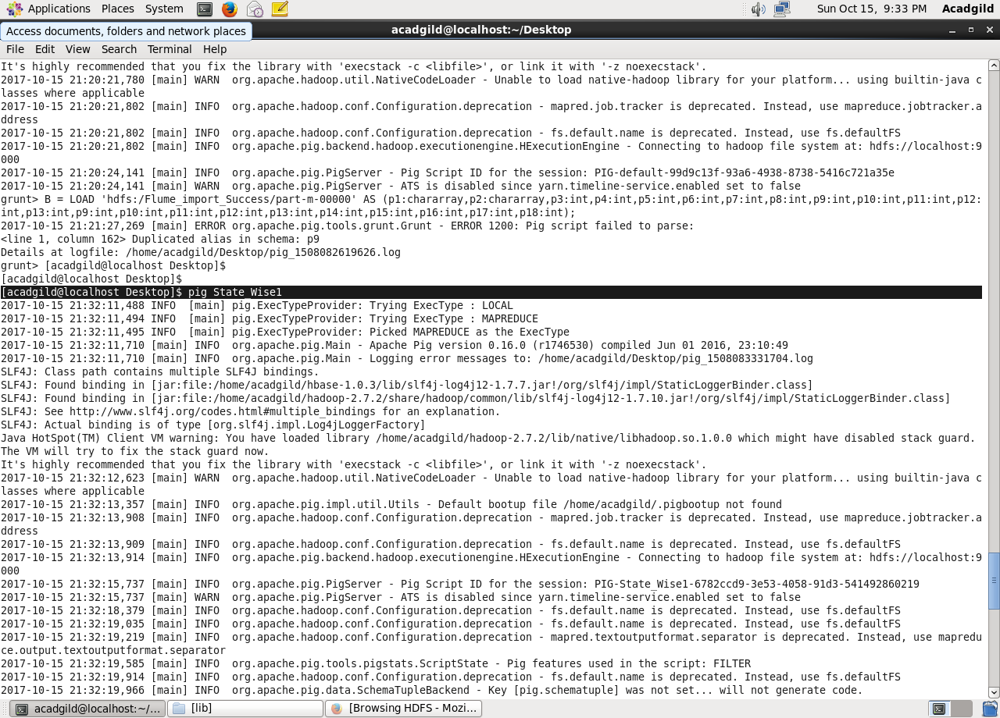 Applications Places System Sun Oct 15, 9:33 PM Acadgild
Access documents, folders and network places
acadgild@localhost:~/Desktop
File Edit View Search Terminal Help
It's highly recommended that you fix the library with 'execstack -c <libfile>', or link it with '-z noexecstack'.
2017-10-15 21:20:21,780 [main] WARN  org.apache.hadoop.util.NativeCodeLoader - Unable to load native-hadoop library for your platform... using builtin-java c
lasses where applicable
2017-10-15 21:20:21,802 [main] INFO  org.apache.hadoop.conf.Configuration.deprecation - mapred.job.tracker is deprecated. Instead, use mapreduce.jobtracker.a
ddress
2017-10-15 21:20:21,802 [main] INFO  org.apache.hadoop.conf.Configuration.deprecation - fs.default.name is deprecated. Instead, use fs.defaultFS
2017-10-15 21:20:21,802 [main] INFO  org.apache.pig.backend.hadoop.executionengine.HExecutionEngine - Connecting to hadoop file system at: hdfs://localhost:9
000
2017-10-15 21:20:24,141 [main] INFO  org.apache.pig.PigServer - Pig Script ID for the session: PIG-default-99d9c13f-93a6-4938-8738-5416c721a35e
2017-10-15 21:20:24,141 [main] WARN  org.apache.pig.PigServer - ATS is disabled since yarn.timeline-service.enabled set to false
grunt> B = LOAD 'hdfs:/Flume_import_Success/part-m-00000' AS (p1:chararray,p2:chararray,p3:int,p4:int,p5:int,p6:int,p7:int,p8:int,p9:int,p10:int,p11:int,p12:
int,p13:int,p9:int,p10:int,p11:int,p12:int,p13:int,p14:int,p15:int,p16:int,p17:int,p18:int);
2017-10-15 21:21:27,269 [main] ERROR org.apache.pig.tools.grunt.Grunt - ERROR 1200: Pig script failed to parse:
<line 1, column 162> Duplicated alias in schema: p9
Details at logfile: /home/acadgild/Desktop/pig_1508082619626.log
grunt> [acadgild@localhost Desktop]$
[acadgild@localhost Desktop]$
[acadgild@localhost Desktop]$ pig State_Wise1
2017-10-15 21:32:11,488 INFO  [main] pig.ExecTypeProvider: Trying ExecType : LOCAL
2017-10-15 21:32:11,494 INFO  [main] pig.ExecTypeProvider: Trying ExecType : MAPREDUCE
2017-10-15 21:32:11,495 INFO  [main] pig.ExecTypeProvider: Picked MAPREDUCE as the ExecType
2017-10-15 21:32:11,710 [main] INFO  org.apache.pig.Main - Apache Pig version 0.16.0 (r1746530) compiled Jun 01 2016, 23:10:49
2017-10-15 21:32:11,710 [main] INFO  org.apache.pig.Main - Logging error messages to: /home/acadgild/Desktop/pig_1508083331704.log
SLF4J: Class path contains multiple SLF4J bindings.
SLF4J: Found binding in [jar:file:/home/acadgild/hbase-1.0.3/lib/slf4j-log4j12-1.7.7.jar!/org/slf4j/impl/StaticLoggerBinder.class]
SLF4J: Found binding in [jar:file:/home/acadgild/hadoop-2.7.2/share/hadoop/common/lib/slf4j-log4j12-1.7.10.jar!/org/slf4j/impl/StaticLoggerBinder.class]
SLF4J: See http://www.slf4j.org/codes.html#multiple_bindings for an explanation.
SLF4J: Actual binding is of type [org.slf4j.impl.Log4jLoggerFactory]
Java HotSpot(TM) Client VM warning: You have loaded library /home/acadgild/hadoop-2.7.2/lib/native/libhadoop.so.1.0.0 which might have disabled stack guard.
The VM will try to fix the stack guard now.
It's highly recommended that you fix the library with 'execstack -c <libfile>', or link it with '-z noexecstack'.
2017-10-15 21:32:12,623 [main] WARN  org.apache.hadoop.util.NativeCodeLoader - Unable to load native-hadoop library for your platform... using builtin-java c
lasses where applicable
2017-10-15 21:32:13,357 [main] INFO  org.apache.pig.impl.util.Utils - Default bootup file /home/acadgild/.pigbootup not found
2017-10-15 21:32:13,908 [main] INFO  org.apache.hadoop.conf.Configuration.deprecation - mapred.job.tracker is deprecated. Instead, use mapreduce.jobtracker.a
ddress
2017-10-15 21:32:13,909 [main] INFO  org.apache.hadoop.conf.Configuration.deprecation - fs.default.name is deprecated. Instead, use fs.defaultFS
2017-10-15 21:32:13,914 [main] INFO  org.apache.pig.backend.hadoop.executionengine.HExecutionEngine - Connecting to hadoop file system at: hdfs://localhost:9
000
2017-10-15 21:32:15,737 [main] INFO  org.apache.pig.PigServer - Pig Script ID for the session: PIG-State_Wise1-6782ccd9-3e53-4058-91d3-541492860219
2017-10-15 21:32:15,737 [main] WARN  org.apache.pig.PigServer - ATS is disabled since yarn.timeline-service.enabled set to false
2017-10-15 21:32:18,379 [main] INFO  org.apache.hadoop.conf.Configuration.deprecation - fs.default.name is deprecated. Instead, use fs.defaultFS
2017-10-15 21:32:19,035 [main] INFO  org.apache.hadoop.conf.Configuration.deprecation - fs.default.name is deprecated. Instead, use fs.defaultFS
2017-10-15 21:32:19,219 [main] INFO  org.apache.hadoop.conf.Configuration.deprecation - mapred.textoutputformat.separator is deprecated. Instead, use mapredu
ce.output.textoutputformat.separator
2017-10-15 21:32:19,585 [main] INFO  org.apache.pig.tools.pigstats.ScriptState - Pig features used in the script: FILTER
2017-10-15 21:32:19,914 [main] INFO  org.apache.hadoop.conf.Configuration.deprecation - fs.default.name is deprecated. Instead, use fs.defaultFS
2017-10-15 21:32:19,966 [main] INFO  org.apache.pig.data.SchemaTupleBackend - Key [pig.schematuple] was not set... will not generate code.
acadgild@localhost:~/... [lib] [Browsing HDFS - Mozi...